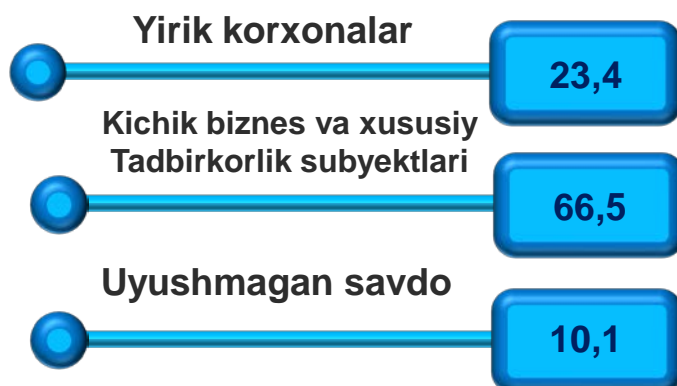 Yirik korxonalar
23,4
Kichik biznes va xususiy
Tadbirkorlik subyektlari
66,5
Uyushmagan savdo
10,1